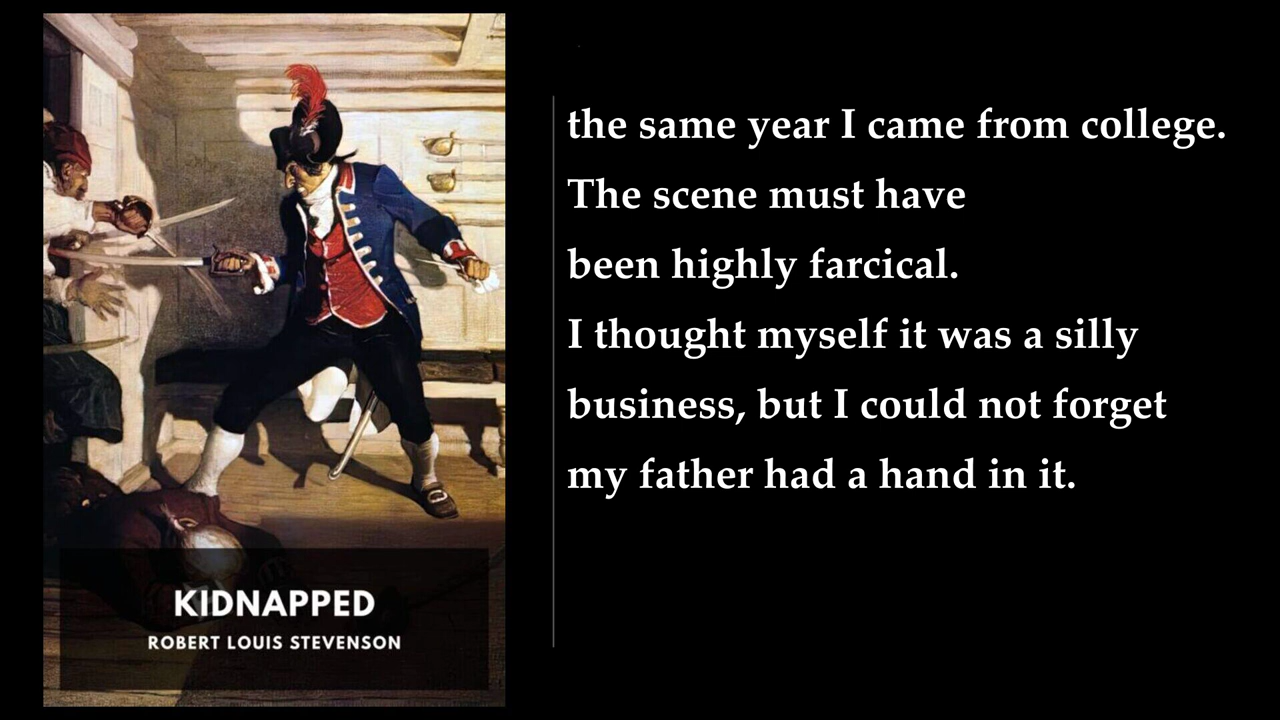 the same year I came from college.
The scene must have
been highly farcical.
I thought myself it was a silly
business, but I could not forget
my father had a hand in it.
KIDNAPPED
ROBERT LOUIS STEVENSON